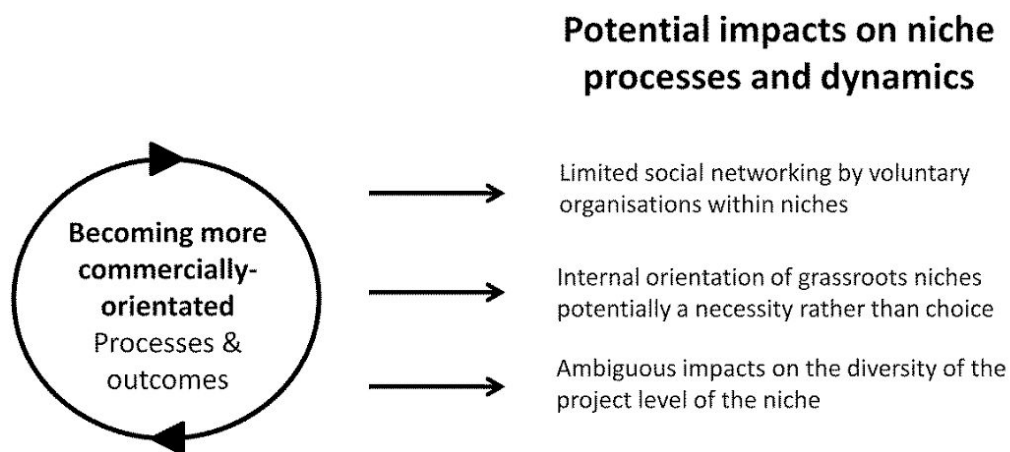 Potential impacts on niche
processes and dynamics
Becoming more
commercially-
orientated
Processes &
outcomes
Limited social networking by voluntary
organisations within niches
Internal orientation of grassroots niches
potentially a necessity rather than choice
Ambiguous impacts on the diversity of the
project level of the niche